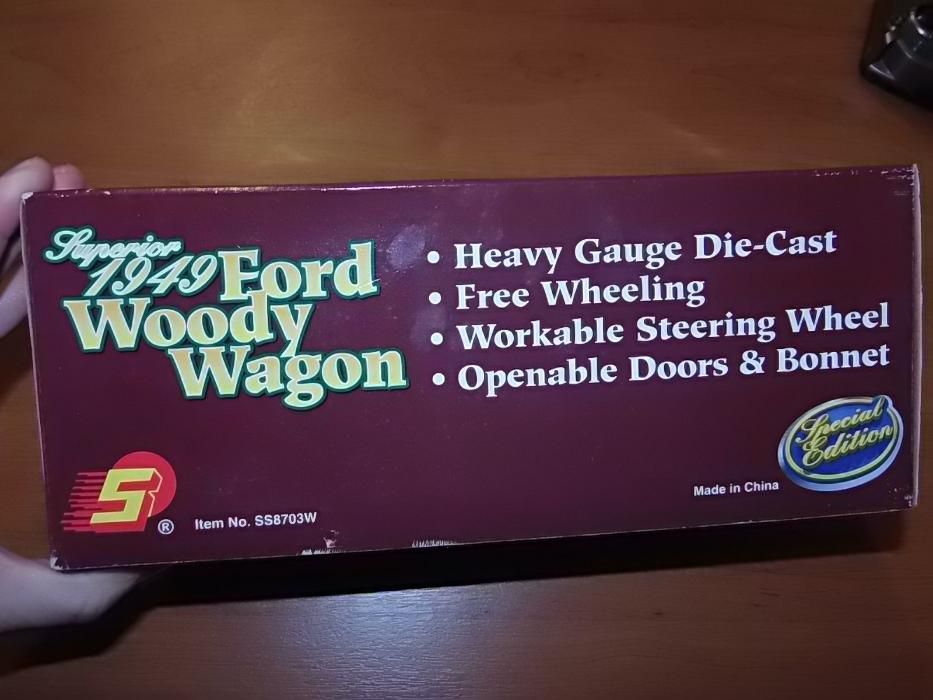 Superior
1949 Ford
Woody
Wagon
• Heavy Gauge Die-Cast
• Free Wheeling
• Workable Steering Wheel
• Openable Doors & Bonnet
Special
Edition
Made in China
S
® Item No. SS8703W